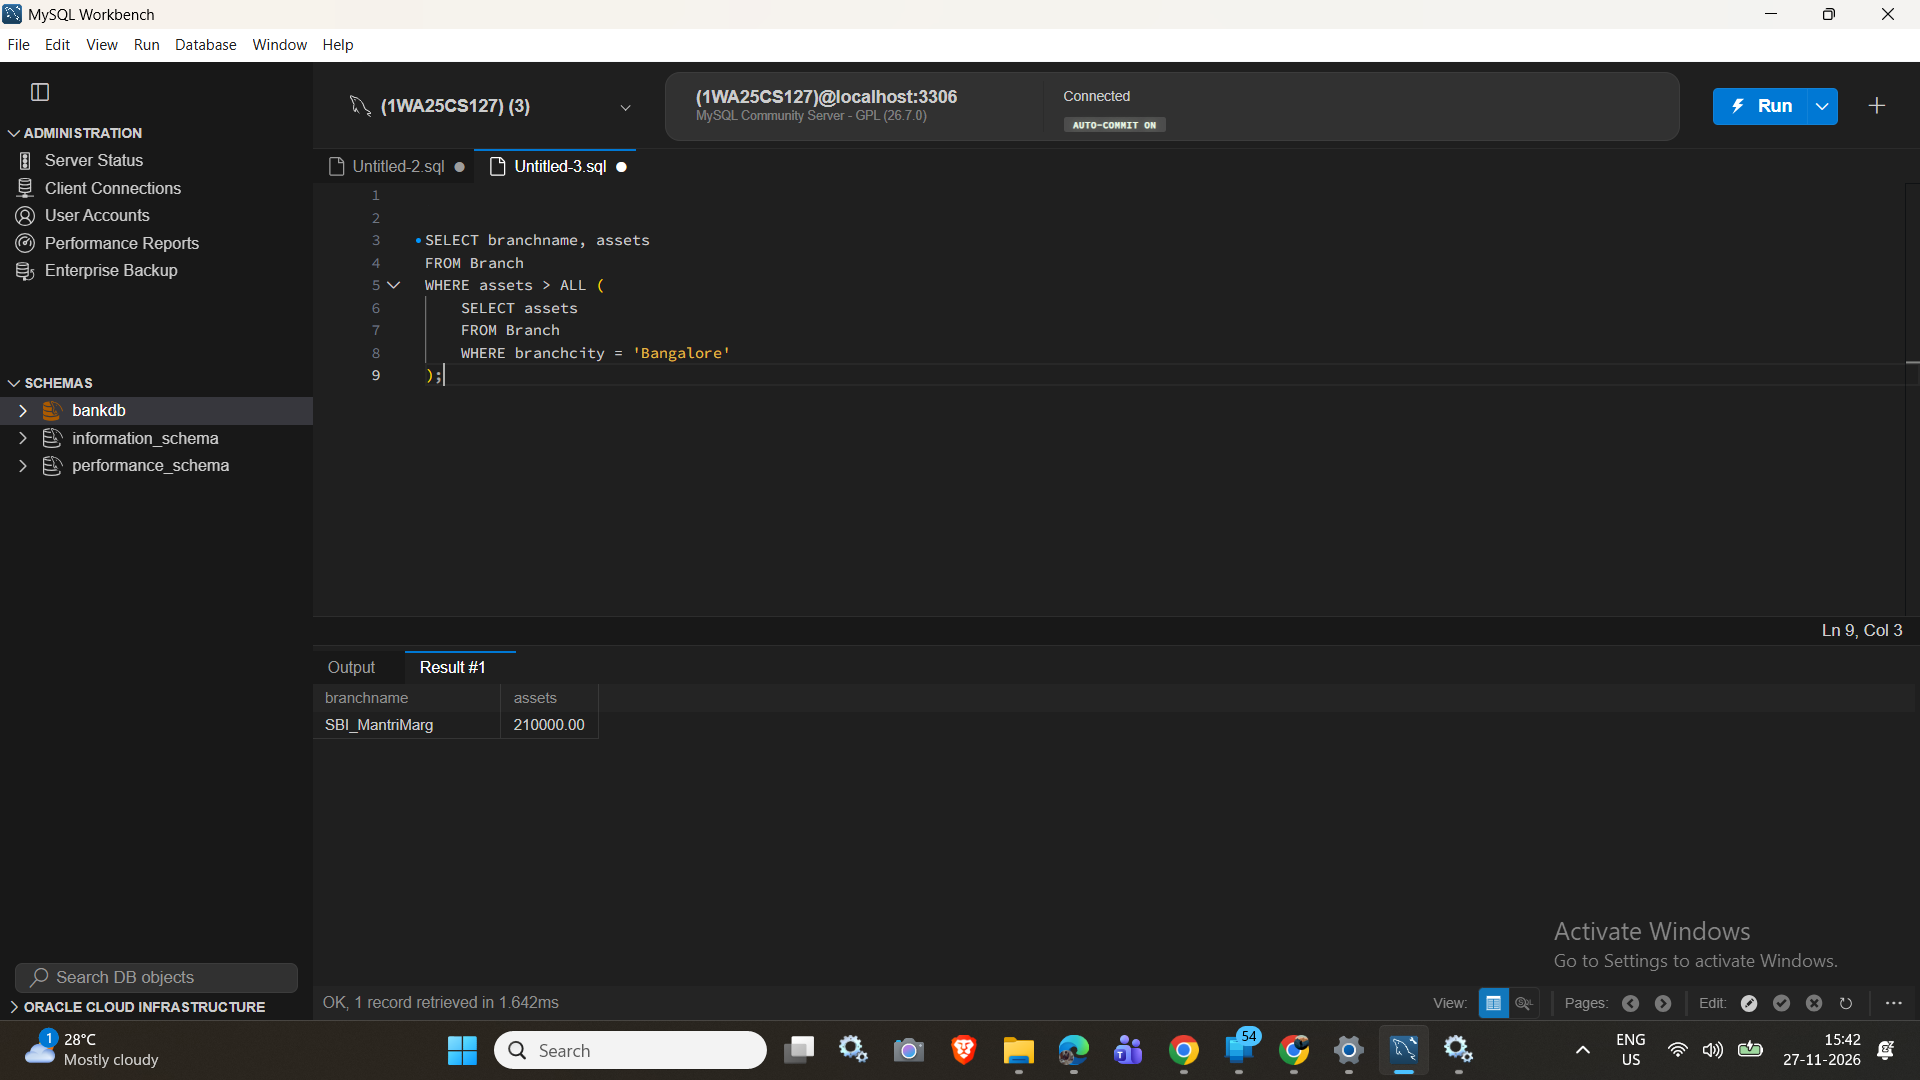 MySQL Workbench
File Edit View Run Database Window Help
(1WA25CS127) (3)
(1WA25CS127)@localhost:3306
MySQL Community Server - GPL (26.7.0)
Connected
AUTO-COMMIT ON
Run
ADMINISTRATION
Server Status
Client Connections
User Accounts
Performance Reports
Enterprise Backup
SCHEMAS
bankdb
information_schema
performance_schema
Search DB objects
ORACLE CLOUD INFRASTRUCTURE
Untitled-2.sql
Untitled-3.sql
1
2
3 SELECT branchname, assets
4 FROM Branch
5 WHERE assets > ALL (
6 SELECT assets
7 FROM Branch
8 WHERE branchcity = 'Bangalore'
9 );
Ln 9, Col 3
Output Result #1
branchname assets
SBI_MantriMarg 210000.00
Activate Windows
Go to Settings to activate Windows.
OK, 1 record retrieved in 1.642ms
View: Pages: Edit:
1
28°C
Mostly cloudy
Search
54
ENG
US
15:42
27-11-2026